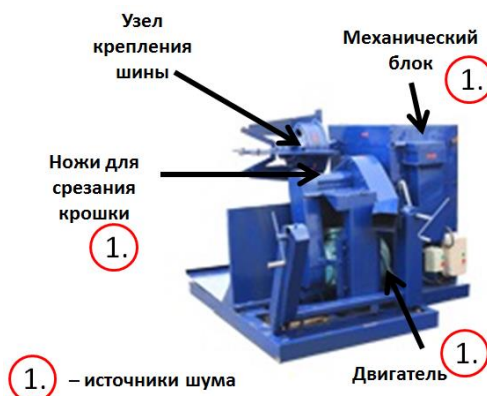 Узел
крепления
шины
Механический
блок
1.
Ножи для
срезания
крошки
1.
1. – источники шума
Двигатель
1.